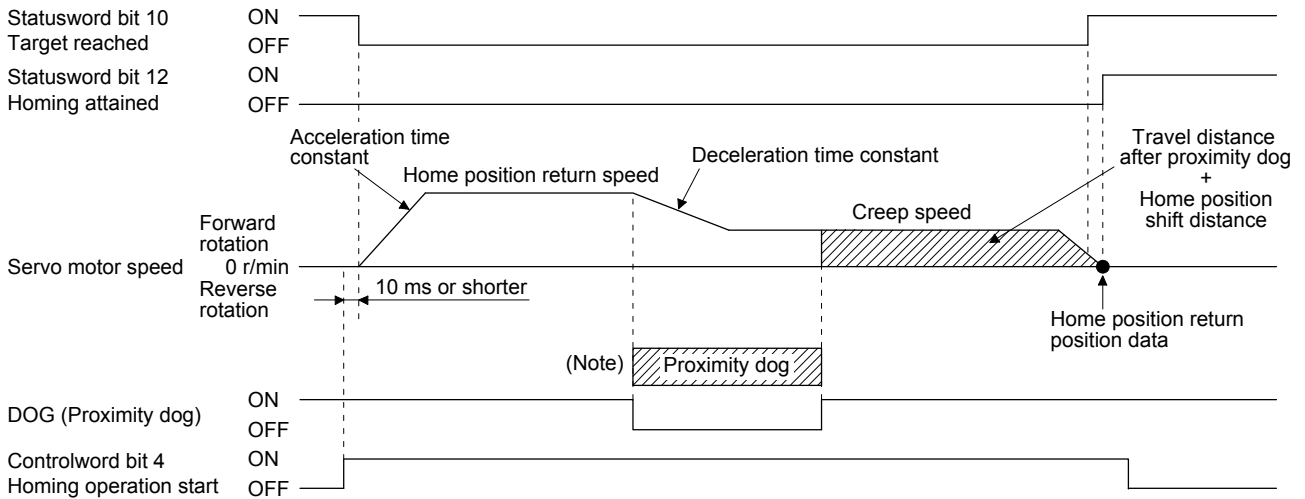 Statusword bit 10
Target reached
ON
OFF
Statusword bit 12
Homing attained
ON
OFF
Acceleration time
constant
Home position return speed
Deceleration time constant
Travel distance
after proximity dog
+
Home position
shift distance
Creep speed
Forward
rotation
Servo motor speed
0 r/min
Reverse
rotation
10 ms or shorter
Home position return
position data
(Note)
Proximity dog
DOG (Proximity dog)
ON
OFF
Controlword bit 4
Homing operation start
ON
OFF